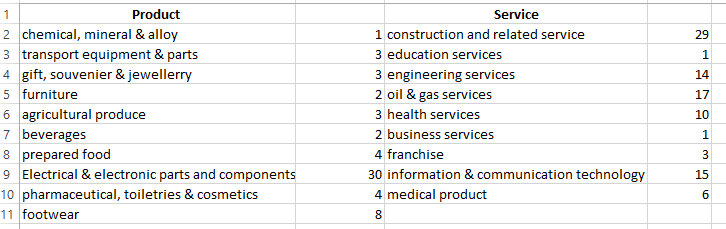 1 Product Service
2 chemical, mineral & alloy 1 construction and related service 29
3 transport equipment & parts 3 education services 1
4 gift, souvenier & jewellerry 3 engineering services 14
5 furniture 2 oil & gas services 17
6 agricultural produce 3 health services 10
7 beverages 2 business services 1
8 prepared food 4 franchise 3
9 Electrical & electronic parts and components 30 information & communication technology 15
10 pharmaceutical, toiletries & cosmetics 4 medical product 6
11 footwear 8